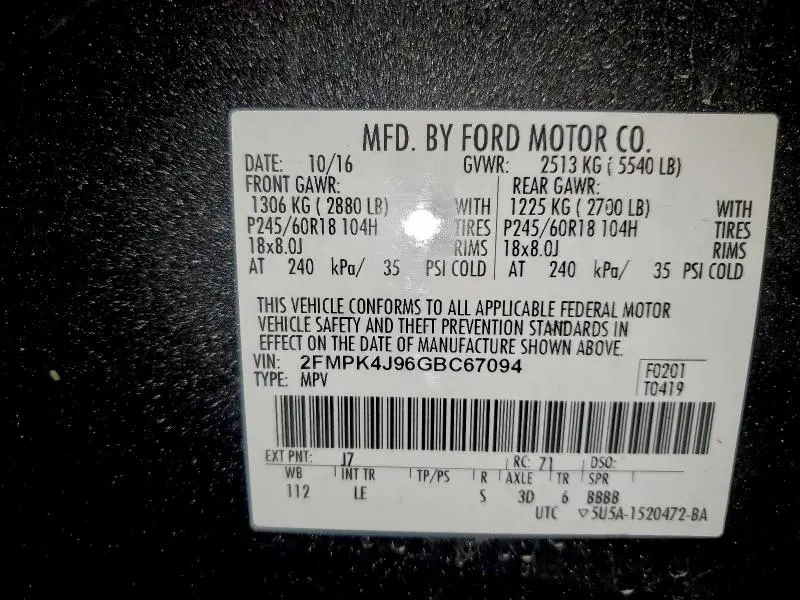 MFD. BY FORD MOTOR CO.
DATE: 10/16 GVWR: 2513 KG ( 5540 LB)
FRONT GAWR: REAR GAWR:
1306 KG ( 2880 LB) WITH 1225 KG ( 2700 LB) WITH
P245/60R18 104H TIRES P245/60R18 104H TIRES
18x8.0J RIMS 18x8.0J RIMS
AT 240 kPa/ 35 PSI COLD AT 240 kPa/ 35 PSI COLD
THIS VEHICLE CONFORMS TO ALL APPLICABLE FEDERAL MOTOR
VEHICLE SAFETY AND THEFT PREVENTION STANDARDS IN
EFFECT ON THE DATE OF MANUFACTURE SHOWN ABOVE.
VIN: 2FMPK4J96GBC67094 F0201
TYPE: MPV T0419
EXT PNT: J7 RC: 71 DSO:
WB INT TR TP/PS R AXLE TR SPR
112 LE S 3D 6 BBBB
UTC ▽5U5A-1520472-BA